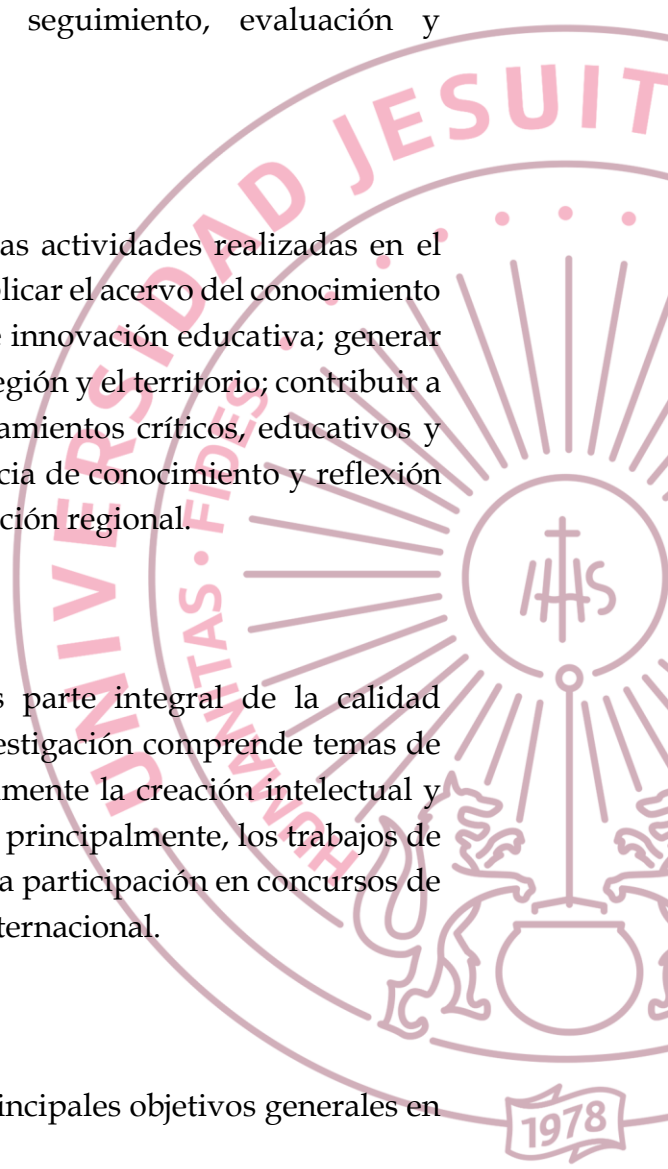 seguimiento, evaluación y
UNIVERSIDAD JESUIT
as actividades realizadas en el
plicar el acervo del conocimiento
e innovación educativa; generar
egión y el territorio; contribuir a
amientos críticos, educativos y
cia de conocimiento y reflexión
ción regional.
HUMANITAS • FIDES •
IHS
s parte integral de la calidad
estigación comprende temas de
mente la creación intelectual y
principalmente, los trabajos de
a participación en concursos de
ternacional.
incipales objetivos generales en
1978